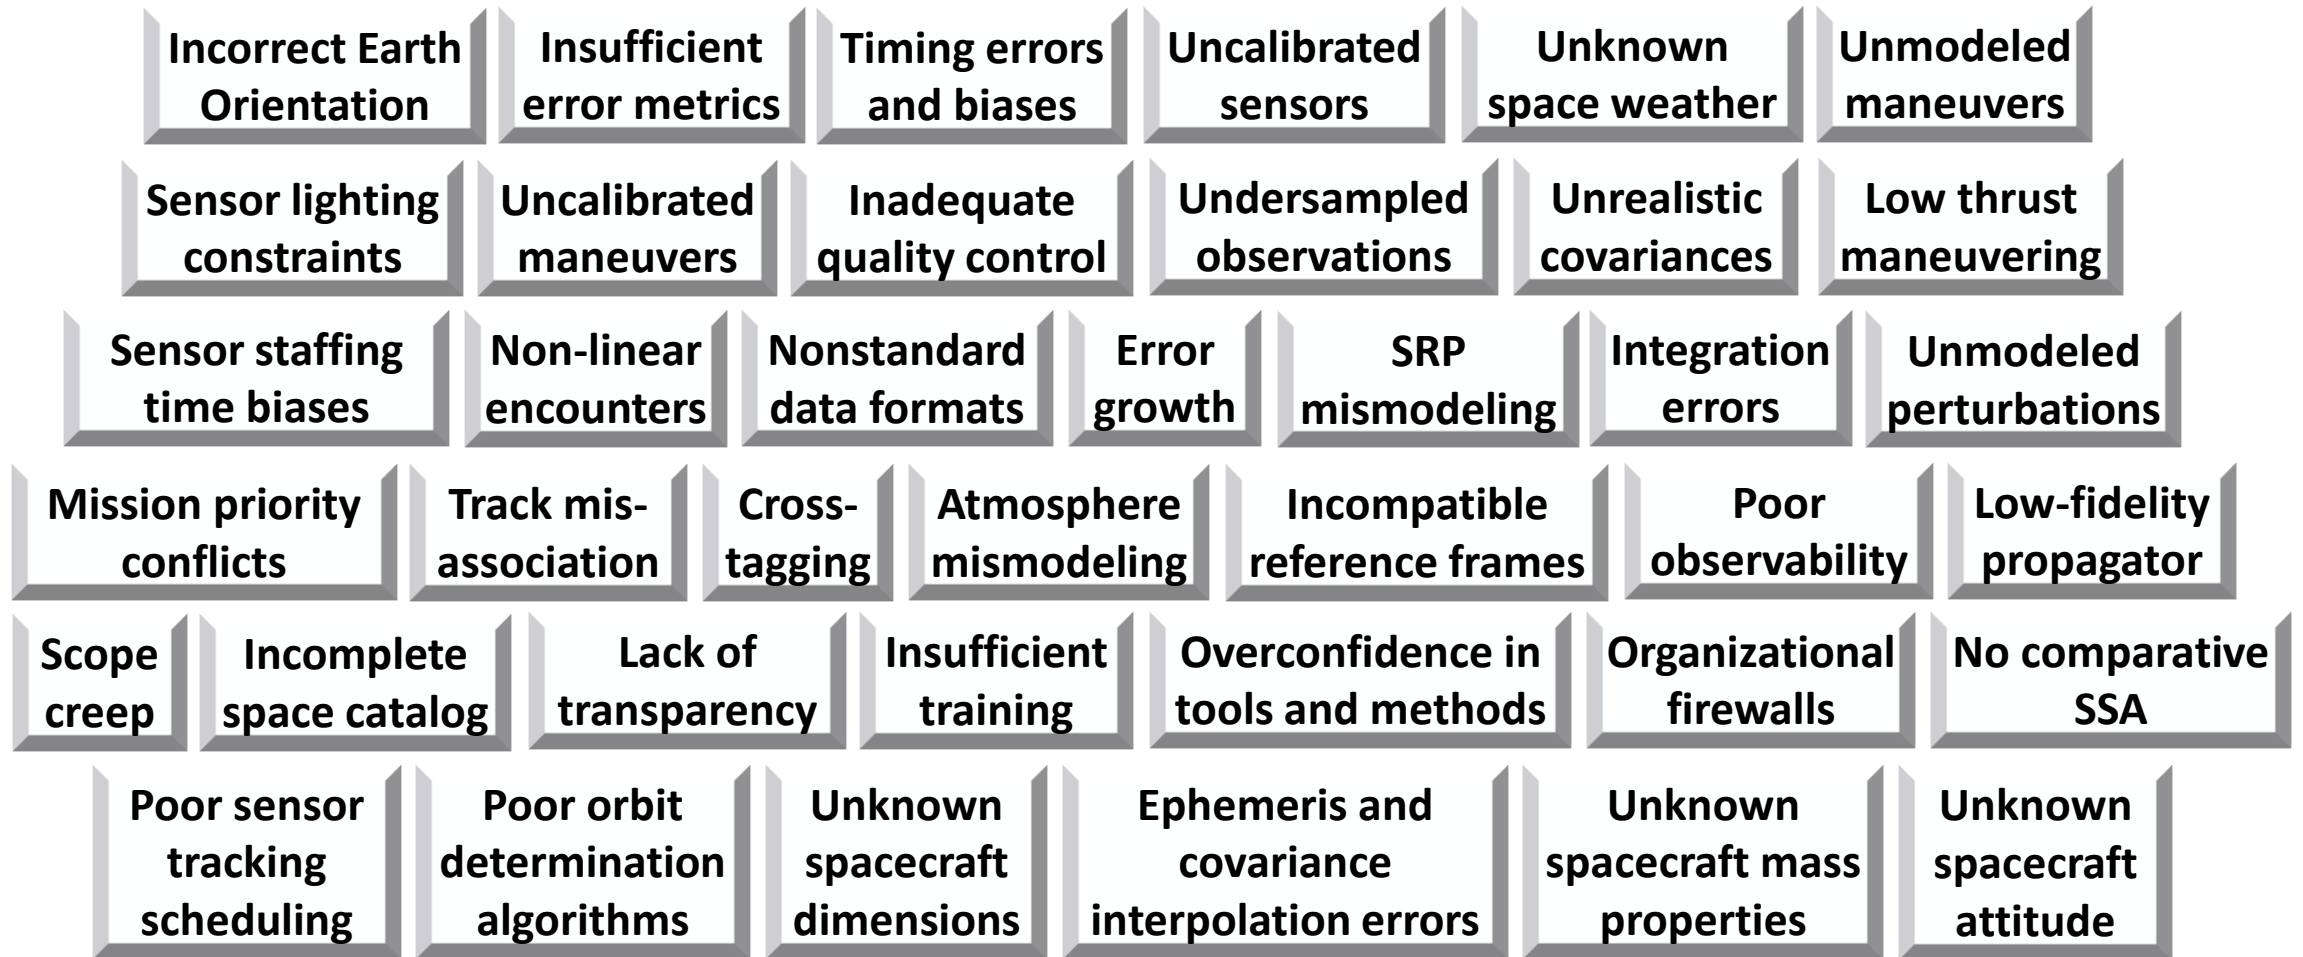 Incorrect Earth
Orientation
Insufficient
error metrics
Timing errors
and biases
Uncalibrated
sensors
Unknown
space weather
Unmodeled
maneuvers
Sensor lighting
constraints
Uncalibrated
maneuvers
Inadequate
quality control
Undersampled
observations
Unrealistic
covariances
Low thrust
maneuvering
Sensor staffing
time biases
Non-linear
encounters
Nonstandard
data formats
Error
growth
SRP
mismodeling
Integration
errors
Unmodeled
perturbations
Mission priority
conflicts
Track mis-
association
Cross-
tagging
Atmosphere
mismodeling
Incompatible
reference frames
Poor
observability
Low-fidelity
propagator
Scope
creep
Incomplete
space catalog
Lack of
transparency
Insufficient
training
Overconfidence in
tools and methods
Organizational
firewalls
No comparative
SSA
Poor sensor
tracking
scheduling
Poor orbit
determination
algorithms
Unknown
spacecraft
dimensions
Ephemeris and
covariance
interpolation errors
Unknown
spacecraft mass
properties
Unknown
spacecraft
attitude